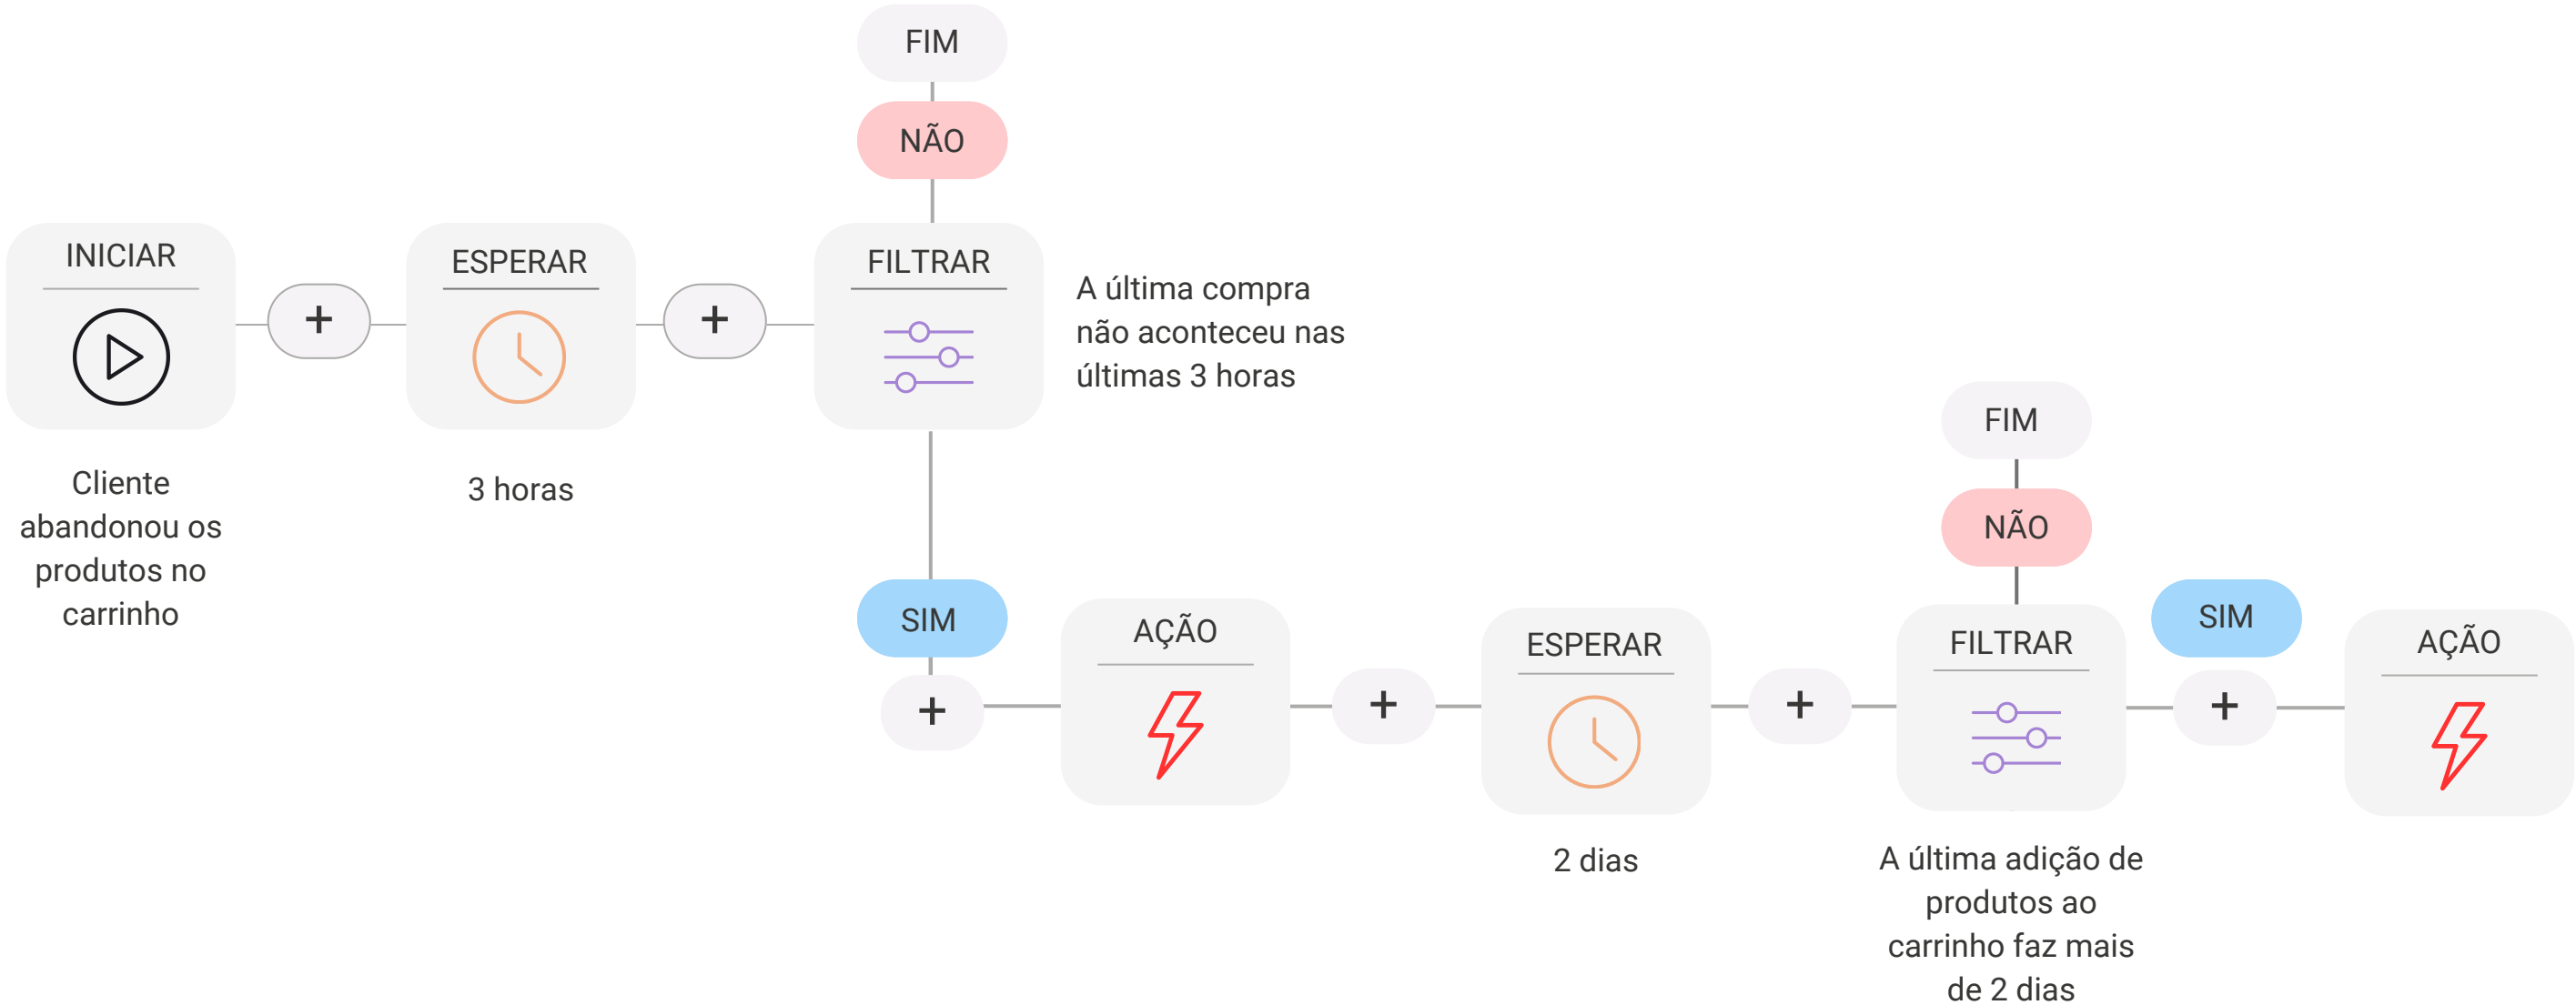 FIM
NÃO
INICIAR
+
ESPERAR
+
FILTRAR
A última compra
não aconteceu nas
últimas 3 horas
Cliente
abandonou os
produtos no
carrinho
3 horas
SIM
+
AÇÃO
+
ESPERAR
2 dias
+
FIM
NÃO
FILTRAR
A última adição de
produtos ao
carrinho faz mais
de 2 dias
SIM
+
AÇÃO